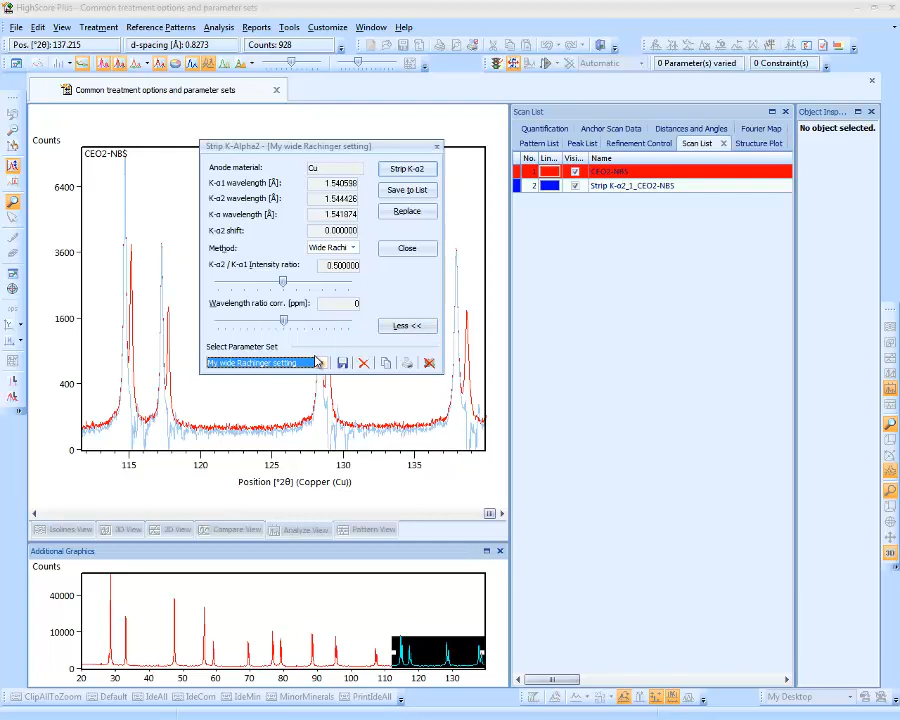 HighScore Plus - Common treatment options and parameter sets
File Edit View Treatment Reference Patterns Analysis Reports Tools Customize Window Help
Pos. [°2θ]: 137.215 d-spacing [Å]: 0.8273 Counts: 928
Automatic 0 Parameter(s) varied 0 Constraint(s)
Common treatment options and parameter sets
Counts
CEO2-NBS
6400
3600
1600
400
0
115 120 125 130 135
Position [°2θ] (Copper (Cu))
Strip K-Alpha2 - [My wide Rachinger setting]
Anode material: Cu
Strip K-α2
K-α1 wavelength [Å]: 1.540598
Save to List
K-α2 wavelength [Å]: 1.544426
K-α wavelength [Å]: 1.541874
Replace
K-α2 shift: 0.000000
Method: Wide Rachi
Close
K-α2 / K-α1 Intensity ratio: 0.500000
Wavelength ratio corr. [ppm] 0
Less <<
Select Parameter Set
My wide Rachinger setting
Isolines View 3D View 2D View Compare View Analyze View Pattern View
Additional Graphics
Counts
40000
10000
0
20 30 40 50 60 70 80 90 100 110 120 130
Scan List
Quantification Anchor Scan Data Distances and Angles Fourier Map
Pattern List Peak List Refinement Control Scan List Structure Plot
No. Lin... Visi... Name
1 CEO2-NBS
2 Strip K-α2_1_CEO2-NBS
Object Insp...
No object selected.
3D
ClipAllToZoom Default IdeAll IdeCom IdeMin MinorMinerals PrintIdeAll
My Desktop